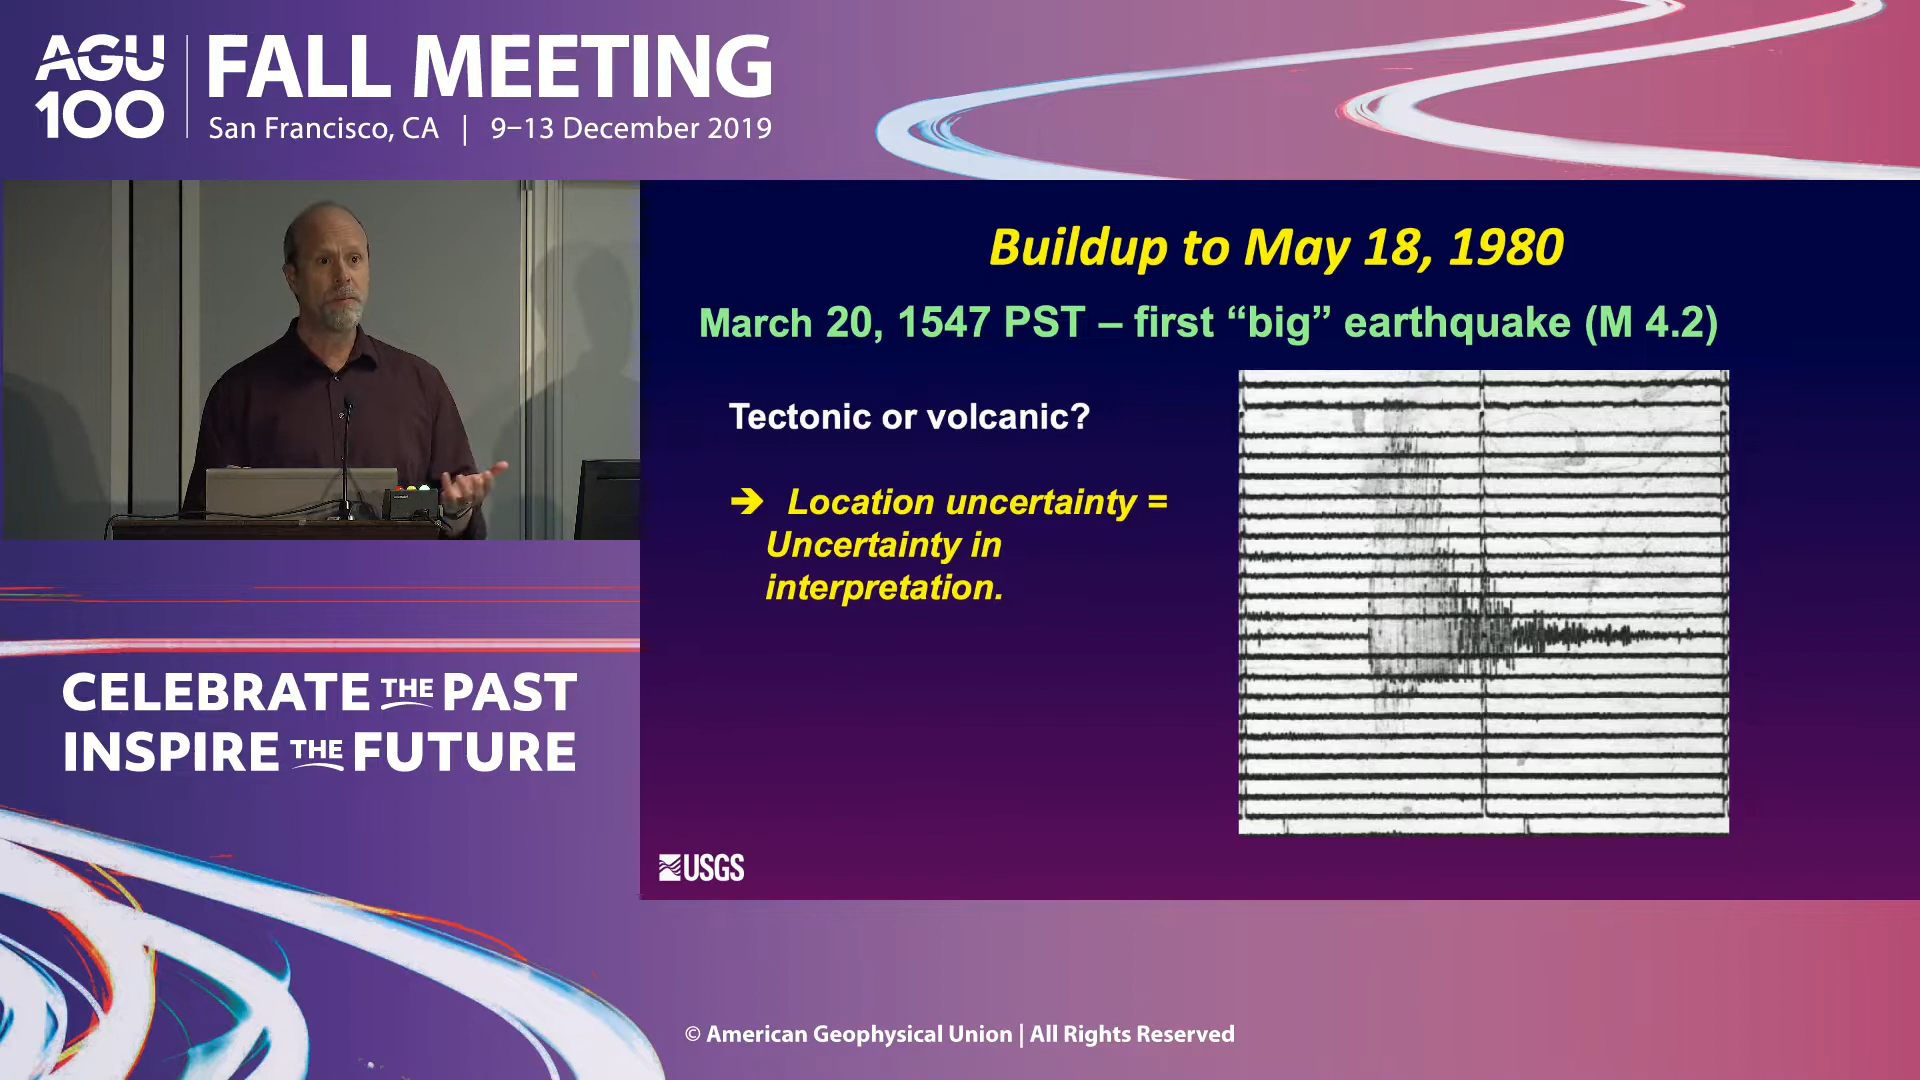 AGU
100
FALL MEETING
San Francisco, CA | 9–13 December 2019
Buildup to May 18, 1980
March 20, 1547 PST – first “big” earthquake (M 4.2)
Tectonic or volcanic?
➔ Location uncertainty =
Uncertainty in
interpretation.
USGS
CELEBRATE THE PAST
INSPIRE THE FUTURE
© American Geophysical Union | All Rights Reserved